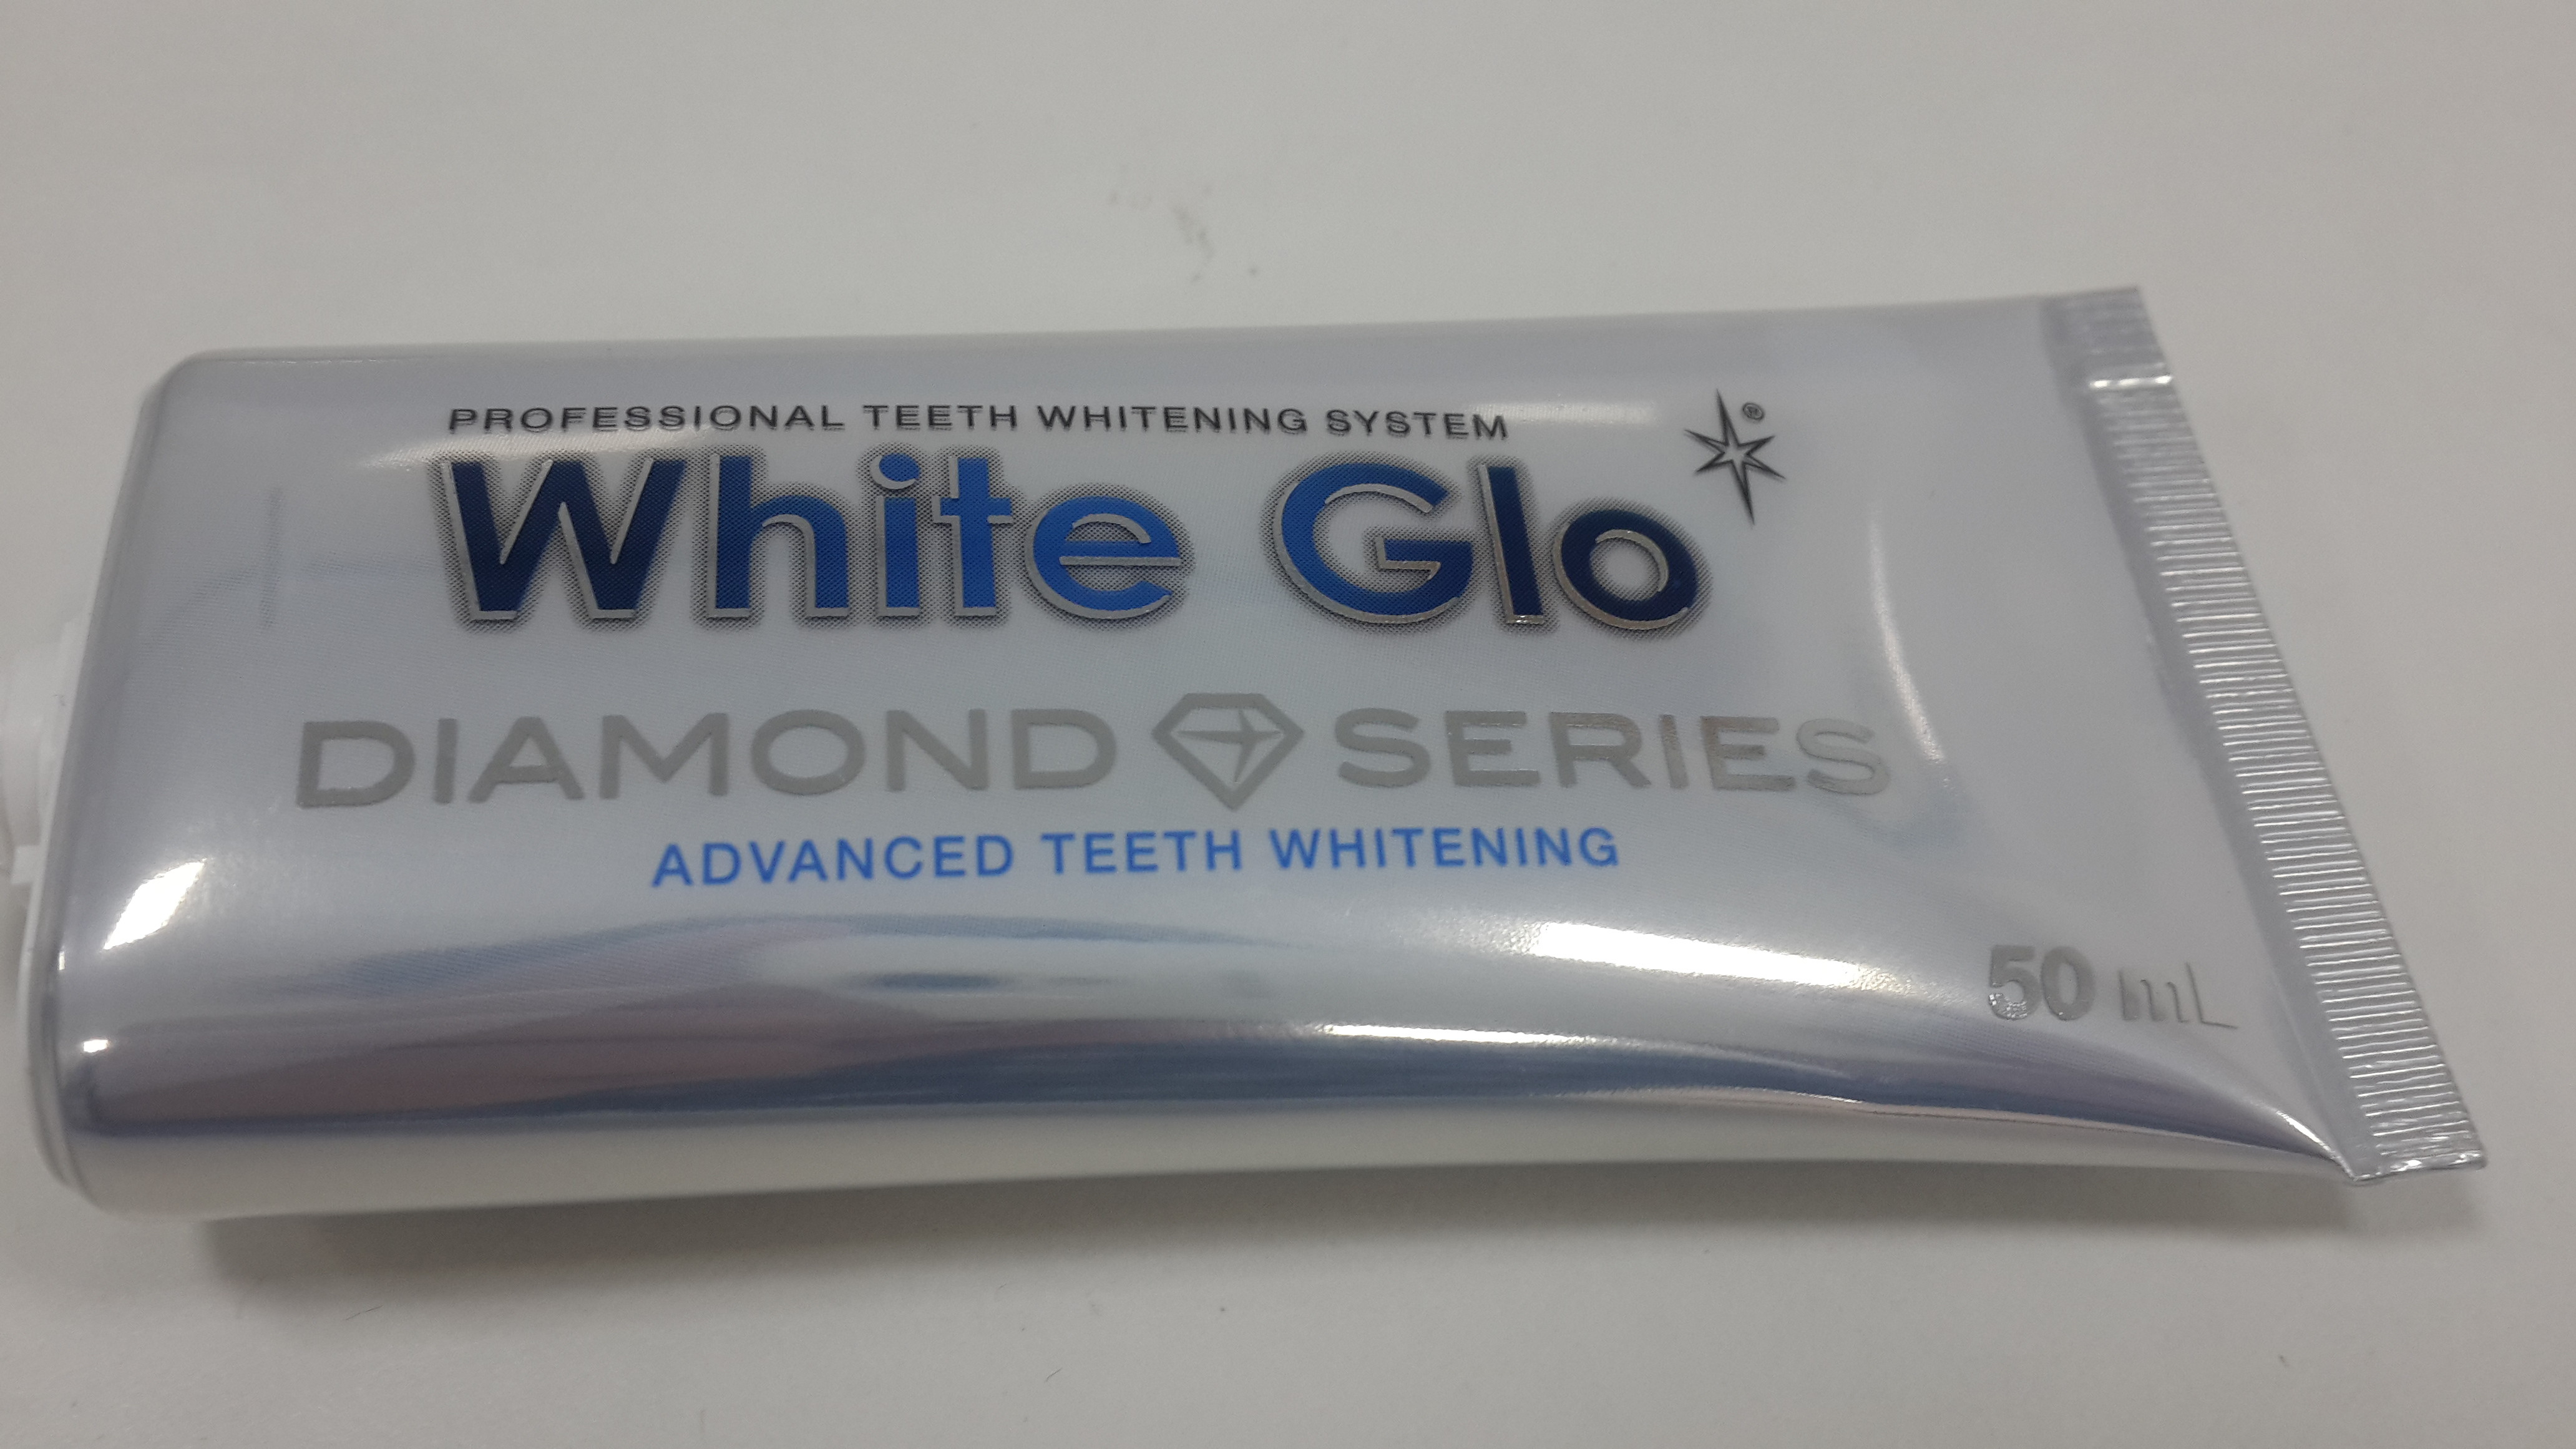 PROFESSIONAL TEETH WHITENING SYSTEM
White Glo®
DIAMOND SERIES
ADVANCED TEETH WHITENING
50 mL